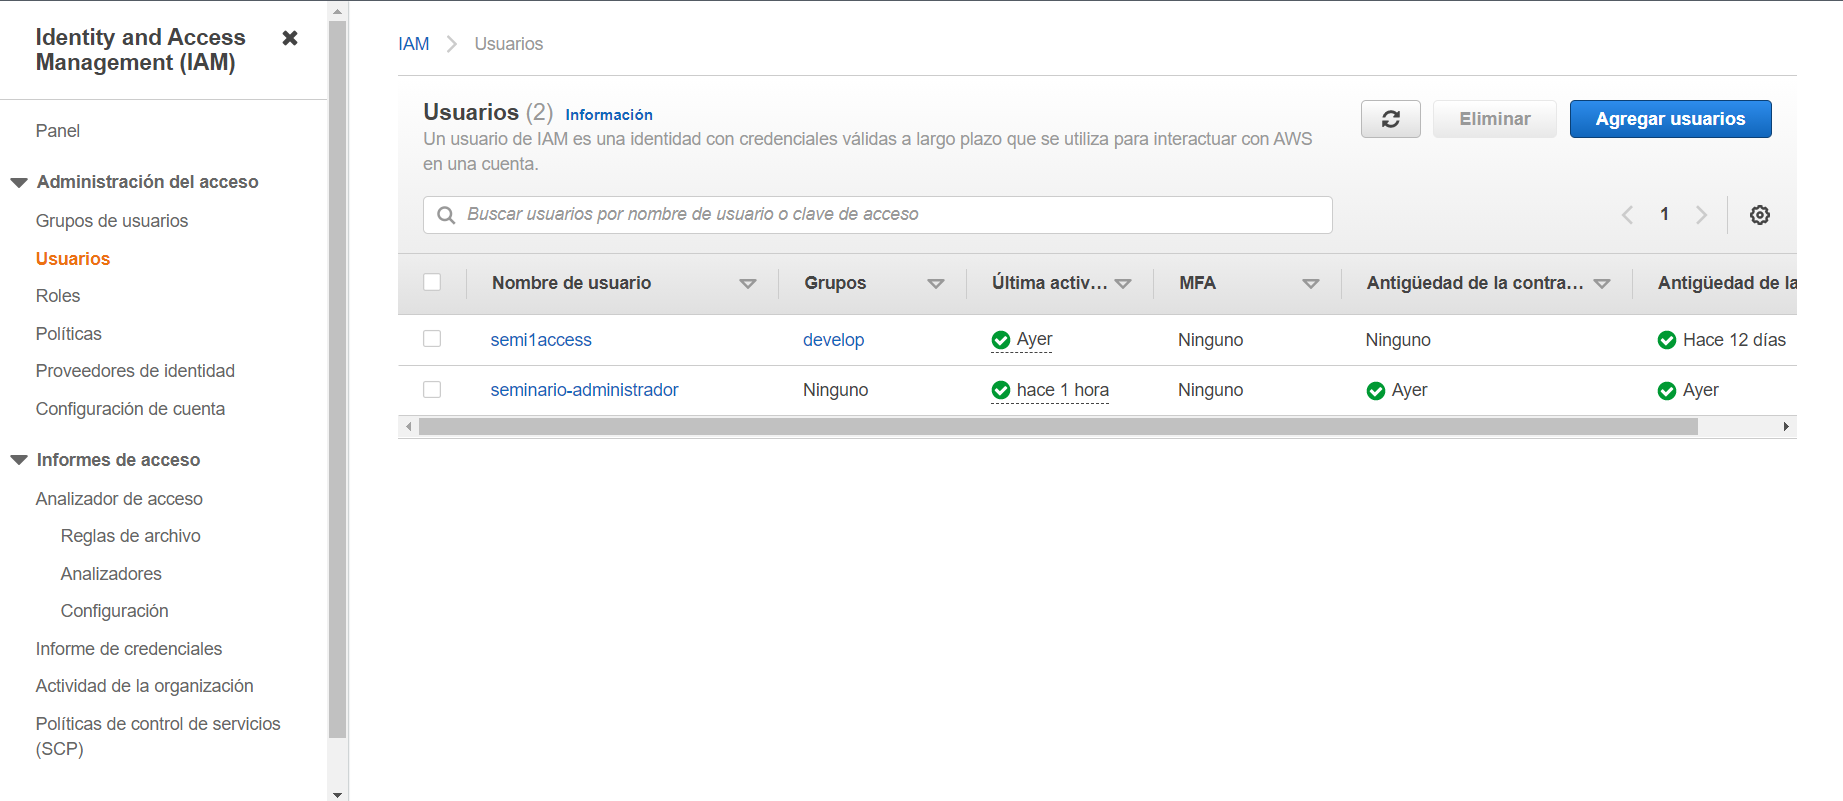 Identity and Access
Management (IAM)
Panel
Administración del acceso
Grupos de usuarios
Usuarios
Roles
Políticas
Proveedores de identidad
Configuración de cuenta
Informes de acceso
Analizador de acceso
Reglas de archivo
Analizadores
Configuración
Informe de credenciales
Actividad de la organización
Políticas de control de servicios
(SCP)
IAM > Usuarios
Usuarios (2) Información
Un usuario de IAM es una identidad con credenciales válidas a largo plazo que se utiliza para interactuar con AWS
en una cuenta.
Eliminar
Agregar usuarios
Buscar usuarios por nombre de usuario o clave de acceso
1
Nombre de usuario Grupos Última activ... MFA Antigüedad de la contra... Antigüedad de la
semi1access develop Ayer Ninguno Ninguno Hace 12 días
seminario-administrador Ninguno hace 1 hora Ninguno Ayer Ayer